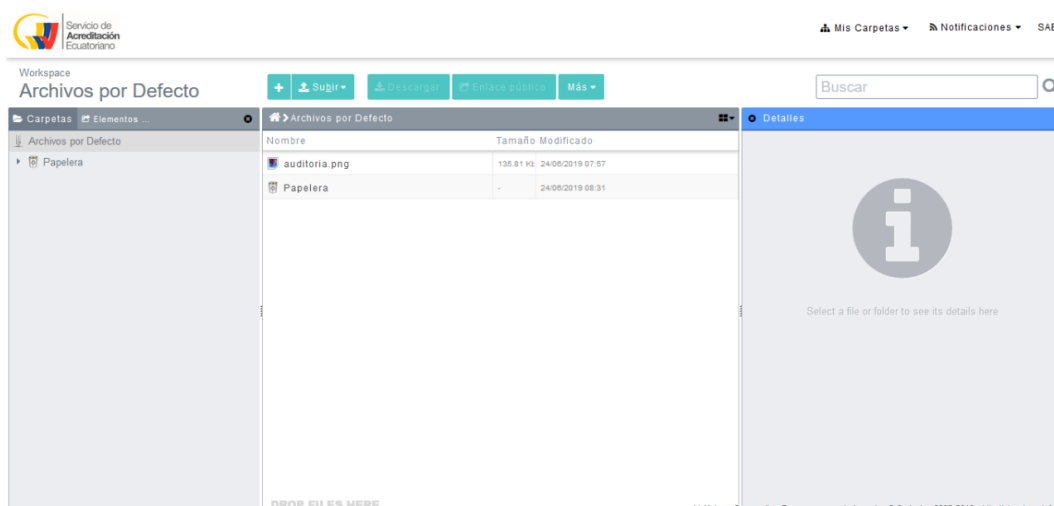 Servicio de
Acreditación
Ecuatoriano
Mis Carpetas
Notificaciones
Workspace
Archivos por Defecto
Subir
Descargar
Enlace público
Más
Buscar
Carpetas
Elementos ...
Archivos por Defecto
Detalles
Archivos por Defecto
Papelera
Nombre Tamaño Modificado
auditoria.png 136.81 Kb 24/06/2019 07:57
Papelera - 24/06/2019 08:31
Select a file or folder to see its details here
DROP FILES HERE